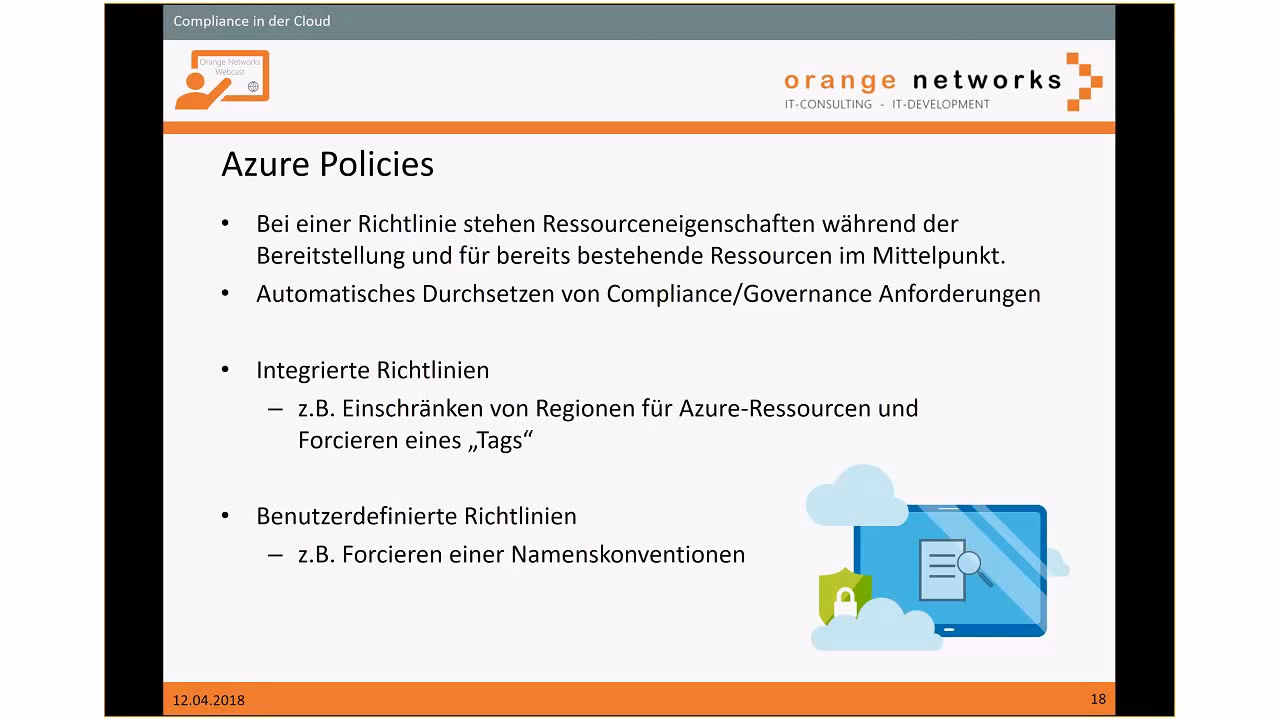 Compliance in der Cloud
Orange Networks
Webcast
orange networks
IT-CONSULTING - IT-DEVELOPMENT
Azure Policies
• Bei einer Richtlinie stehen Ressourceneigenschaften während der
Bereitstellung und für bereits bestehende Ressourcen im Mittelpunkt.
• Automatisches Durchsetzen von Compliance/Governance Anforderungen
• Integrierte Richtlinien
– z.B. Einschränken von Regionen für Azure-Ressourcen und
Forcieren eines „Tags“
• Benutzerdefinierte Richtlinien
– z.B. Forcieren einer Namenskonventionen
12.04.2018
18